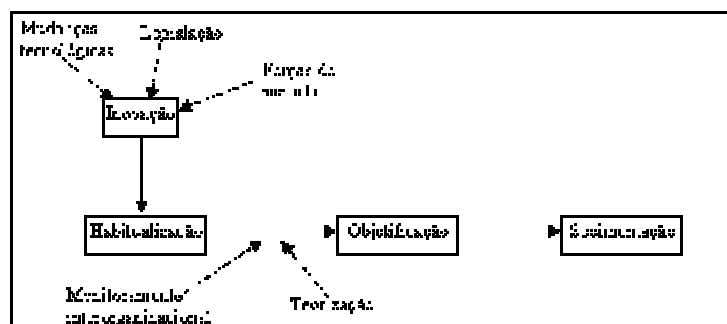 Mudanças
tecnológicas
Legislação
Forças do
mercado
Inovação
Habitualização
Objetificação
Sedimentação
Monitoramento
interorganizacional
Teorização